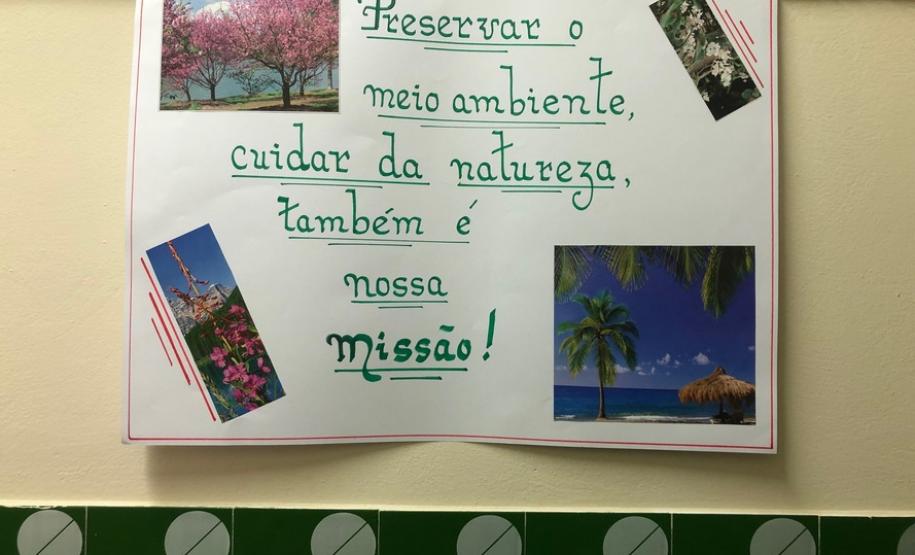 Preservar o
meio ambiente,
cuidar da natureza,
também é
nossa
Missão!